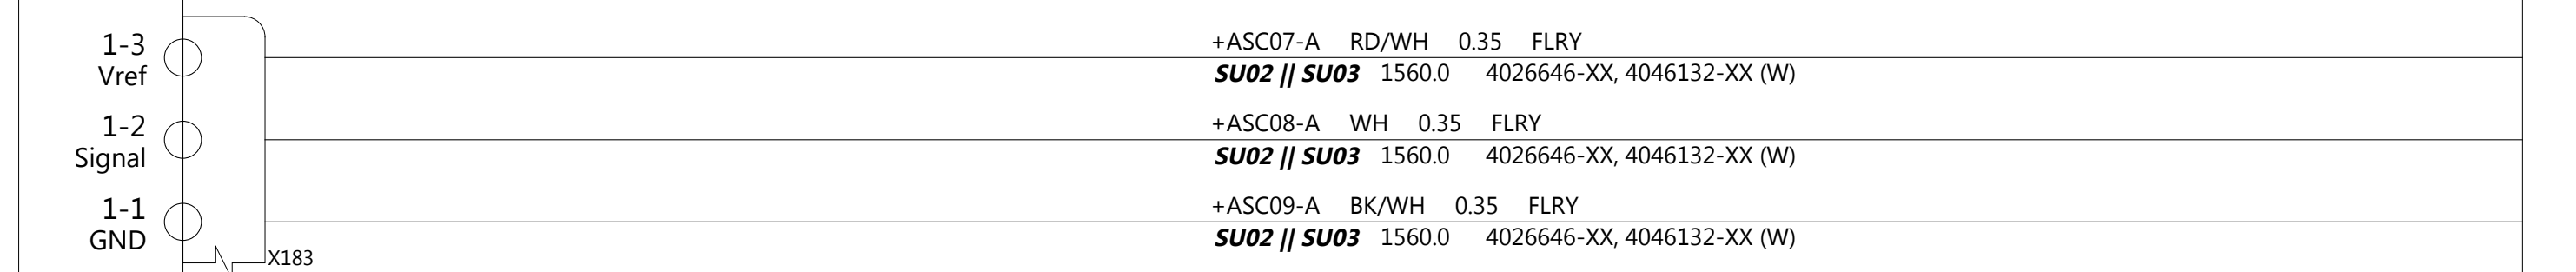 1-3
Vref
+ASC07-A RD/WH 0.35 FLRY
SU02 || SU03 1560.0 4026646-XX, 4046132-XX (W)
1-2
Signal
+ASC08-A WH 0.35 FLRY
SU02 || SU03 1560.0 4026646-XX, 4046132-XX (W)
1-1
GND
+ASC09-A BK/WH 0.35 FLRY
SU02 || SU03 1560.0 4026646-XX, 4046132-XX (W)
X183